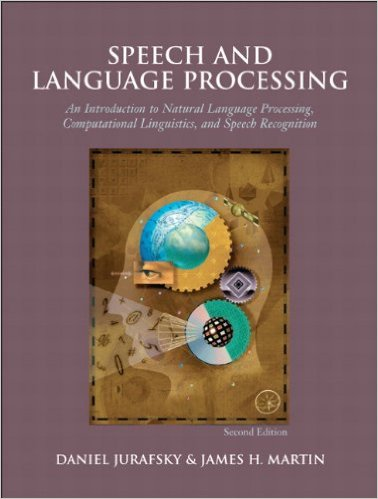 SPEECH AND
LANGUAGE PROCESSING
An Introduction to Natural Language Processing,
Computational Linguistics, and Speech Recognition
Second Edition
DANIEL JURAFSKY & JAMES H. MARTIN